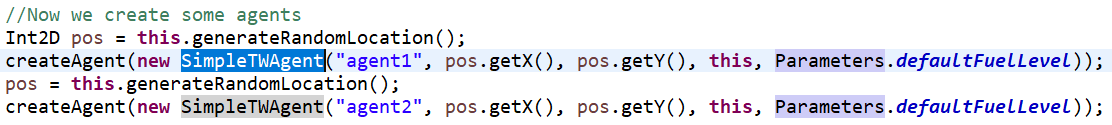 //Now we create some agents
Int2D pos = this.generateRandomLocation();
createAgent(new SimpleTWAgent("agent1", pos.getX(), pos.getY(), this, Parameters.defaultFuelLevel));
pos = this.generateRandomLocation();
createAgent(new SimpleTWAgent("agent2", pos.getX(), pos.getY(), this, Parameters.defaultFuelLevel));